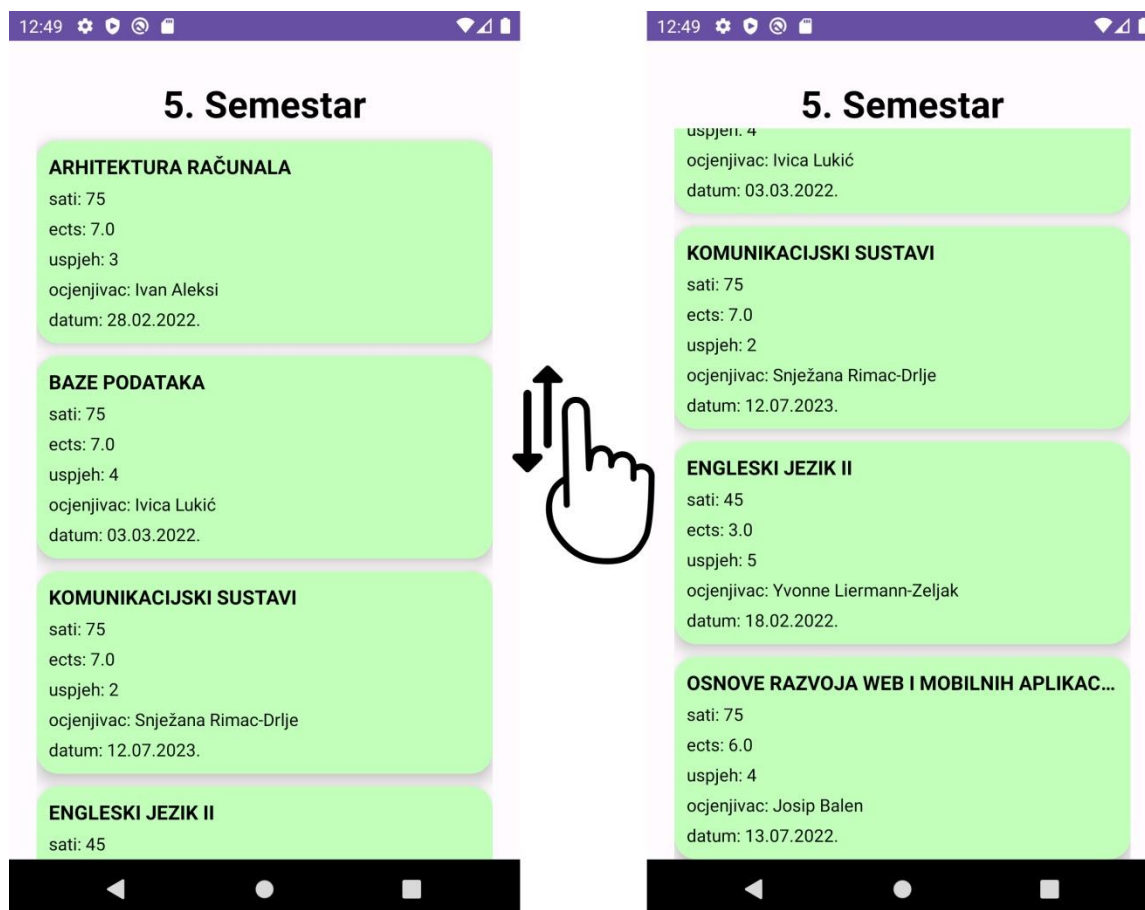 12:49
5. Semestar
ARHITEKTURA RAČUNALA
sati: 75
ects: 7.0
uspjeh: 3
ocjenjivac: Ivan Aleksi
datum: 28.02.2022.
BAZE PODATAKA
sati: 75
ects: 7.0
uspjeh: 4
ocjenjivac: Ivica Lukić
datum: 03.03.2022.
KOMUNIKACIJSKI SUSTAVI
sati: 75
ects: 7.0
uspjeh: 2
ocjenjivac: Snježana Rimac-Drlje
datum: 12.07.2023.
ENGLESKI JEZIK II
sati: 45
12:49
5. Semestar
uspjeh: 4
ocjenjivac: Ivica Lukić
datum: 03.03.2022.
KOMUNIKACIJSKI SUSTAVI
sati: 75
ects: 7.0
uspjeh: 2
ocjenjivac: Snježana Rimac-Drlje
datum: 12.07.2023.
ENGLESKI JEZIK II
sati: 45
ects: 3.0
uspjeh: 5
ocjenjivac: Yvonne Liermann-Zeljak
datum: 18.02.2022.
OSNOVE RAZVOJA WEB I MOBILNIH APLIKAC...
sati: 75
ects: 6.0
uspjeh: 4
ocjenjivac: Josip Balen
datum: 13.07.2022.